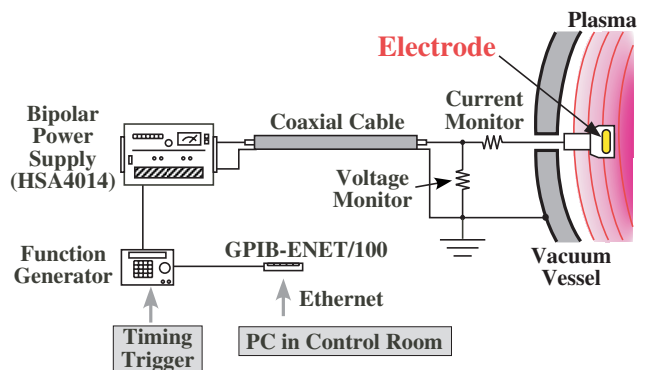 Plasma
Electrode
Bipolar
Power
Supply
(HSA4014)
Coaxial Cable
Current
Monitor
Voltage
Monitor
Function
Generator
GPIB-ENET/100
Vacuum
Vessel
Ethernet
Timing
Trigger
PC in Control Room